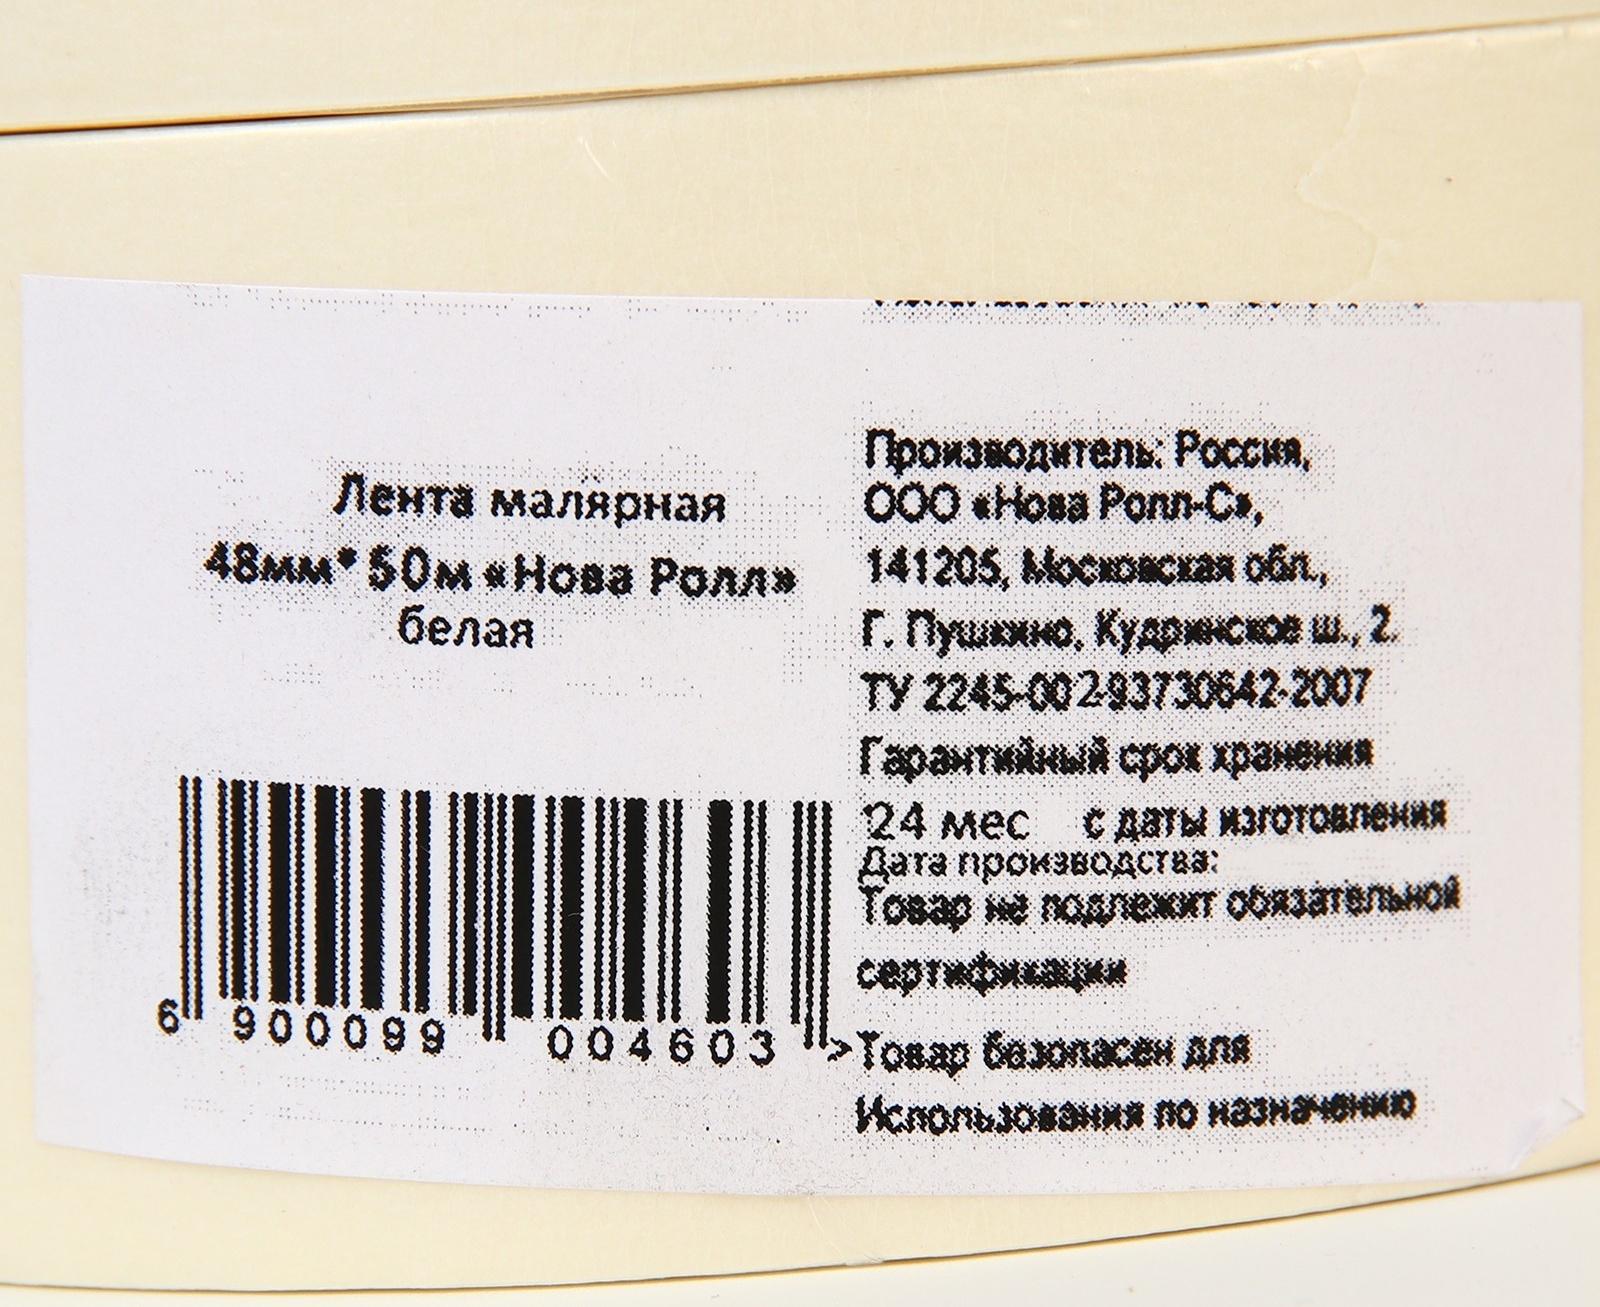 Лента малярная
48мм* 50м «Нова Ролл»
белая
6 900099 004603 >
Производитель: Россия,
ООО «Нова Ролл-С»,
141205, Московская обл.,
Г. Пушкино, Кудринское ш., 2.
ТУ 2245-002-93730642-2007
Гарантийный срок хранения
24 мес с даты изготовления
Дата производства:
Товар не подлежит обязательной
сертификации
Товар безопасен для
Использования по назначению